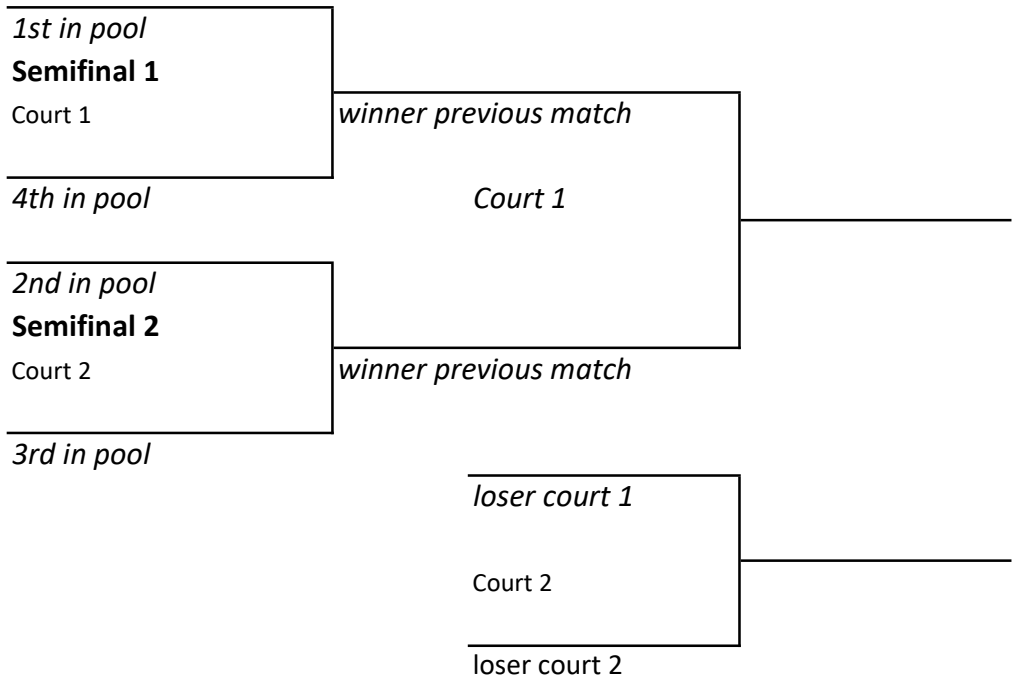 1st in pool
Semifinal 1
Court 1
winner previous match
4th in pool
Court 1
2nd in pool
Semifinal 2
Court 2
winner previous match
3rd in pool
loser court 1
Court 2
loser court 2